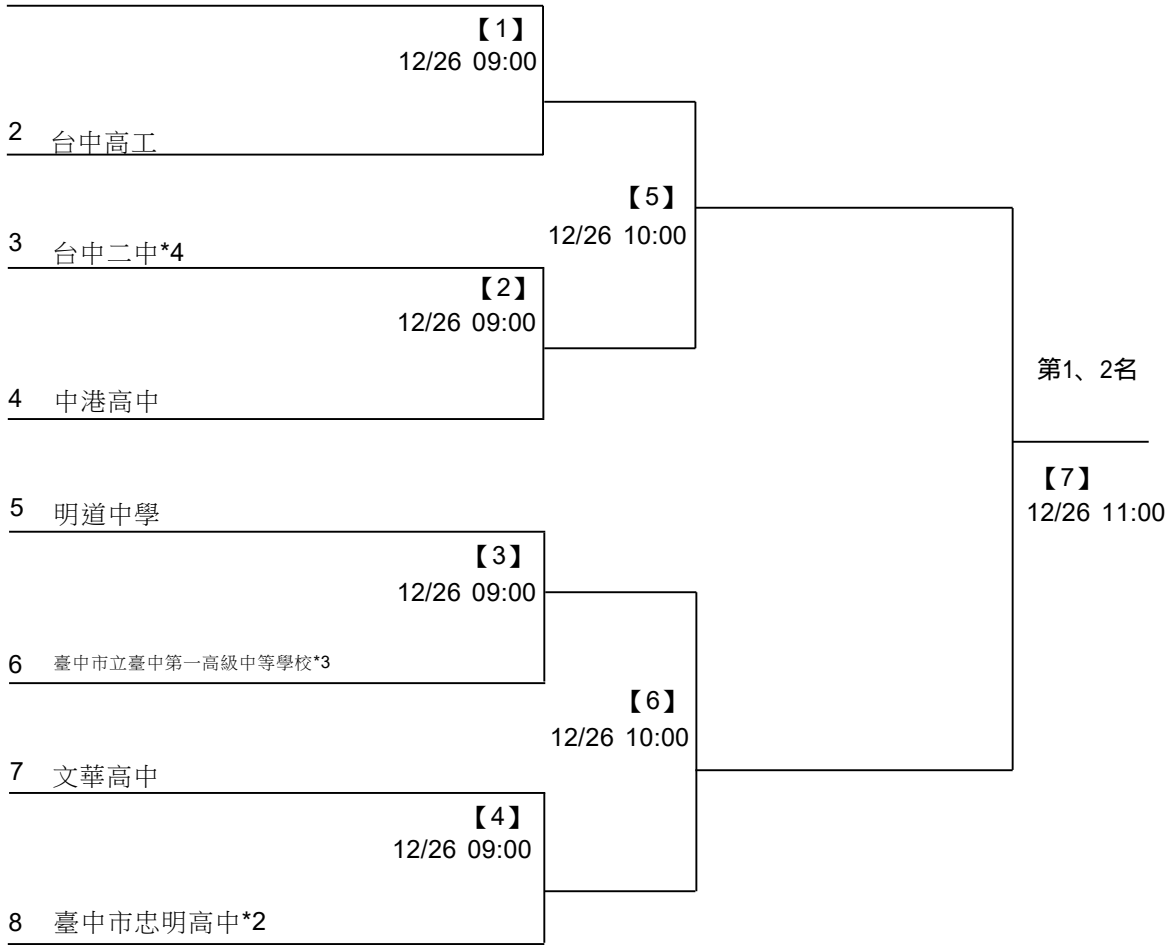 【1】
12/26 09:00
2 台中高工
【5】
12/26 10:00
3 台中二中*4
【2】
12/26 09:00
第1、2名
4 中港高中
【7】
12/26 11:00
5 明道中學
【3】
12/26 09:00
6 臺中市立臺中第一高級中等學校*3
【6】
12/26 10:00
7 文華高中
【4】
12/26 09:00
8 臺中市忠明高中*2